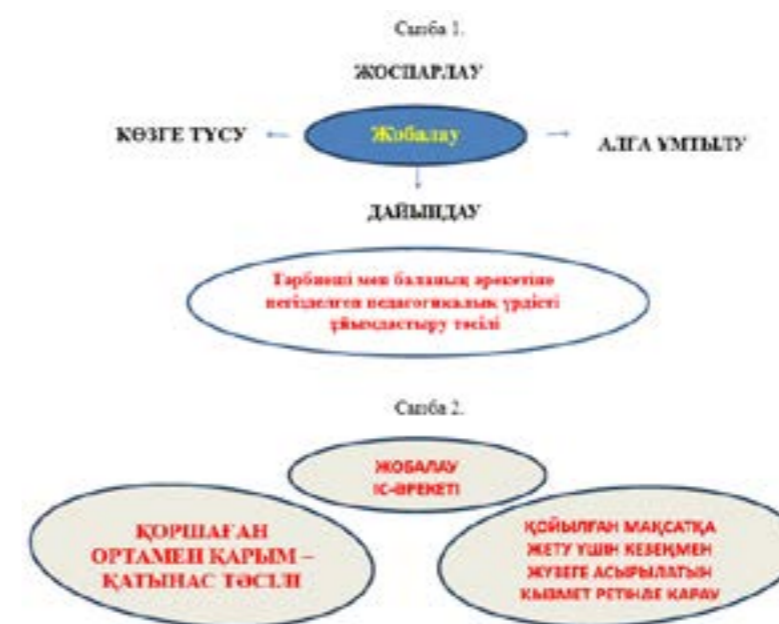 Сызба 1.
ЖОСПАРЛАУ
КӨЗГЕ ТҮСУ
Жобалау
АЛҒА ҰМТЫЛУ
ДАЙЫНДАУ
Тәрбиеші мен баланың әрекетіне
негізделген педагогикалық үрдісті
ұйымдастыру тәсілі
Сызба 2.
ЖОБАЛАУ
ІС-ӘРЕКЕТІ
ҚОРШАҒАН
ОРТАМЕН ҚАРЫМ –
ҚАТЫНАС ТӘСІЛІ
ҚОЙЫЛҒАН МАҚСАТҚА
ЖЕТУ ҮШІН КЕЗЕҢМЕН
ЖҮЗЕГЕ АСЫРЫЛАТЫН
ҚЫЗМЕТ РЕТІНДЕ ҚАРАУ